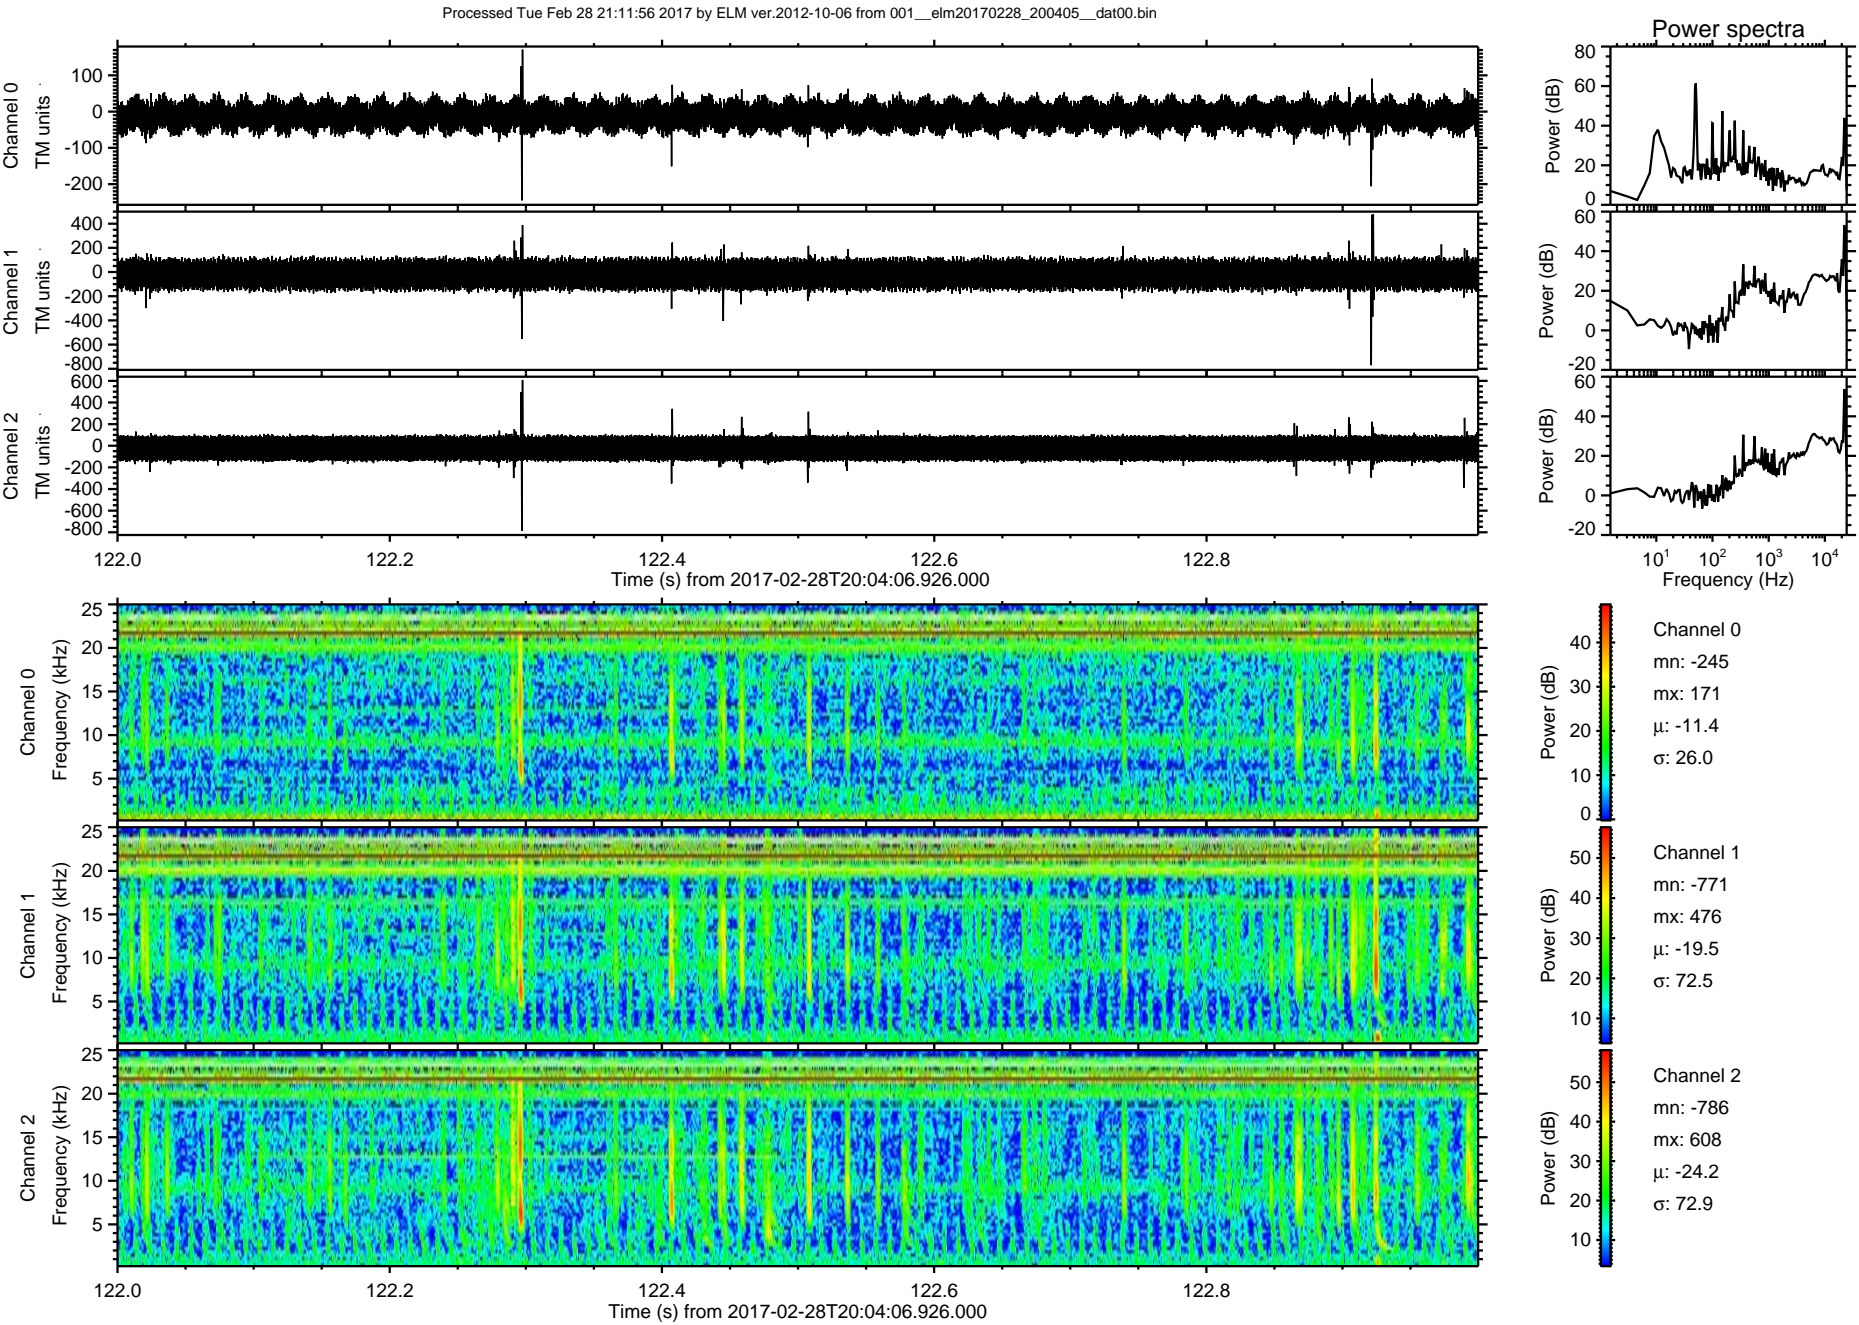 Processed Tue Feb 28 21:11:56 2017 by ELM ver.2012-10-06 from 001__elm20170228_200405__dat00.bin
Power spectra
Channel 0
TM units
100
0
-100
-200
Power (dB)
80
60
40
20
0
Channel 1
TM units
400
200
0
-200
-400
-600
-800
Power (dB)
60
40
20
0
-20
Channel 2
TM units
600
400
200
0
-200
-400
-600
-800
Power (dB)
60
40
20
0
-20
122.0 122.2 122.4 122.6 122.8
Time (s) from 2017-02-28T20:04:06.926.000
10^1 10^2 10^3 10^4
Frequency (Hz)
Channel 0
Frequency (kHz)
25
20
15
10
5
Power (dB)
40
30
20
10
0
Channel 0
mn: -245
mx: 171
μ: -11.4
σ: 26.0
Channel 1
Frequency (kHz)
25
20
15
10
5
Power (dB)
50
40
30
20
10
Channel 1
mn: -771
mx: 476
μ: -19.5
σ: 72.5
Channel 2
Frequency (kHz)
25
20
15
10
5
Power (dB)
50
40
30
20
10
Channel 2
mn: -786
mx: 608
μ: -24.2
σ: 72.9
122.0 122.2 122.4 122.6 122.8
Time (s) from 2017-02-28T20:04:06.926.000